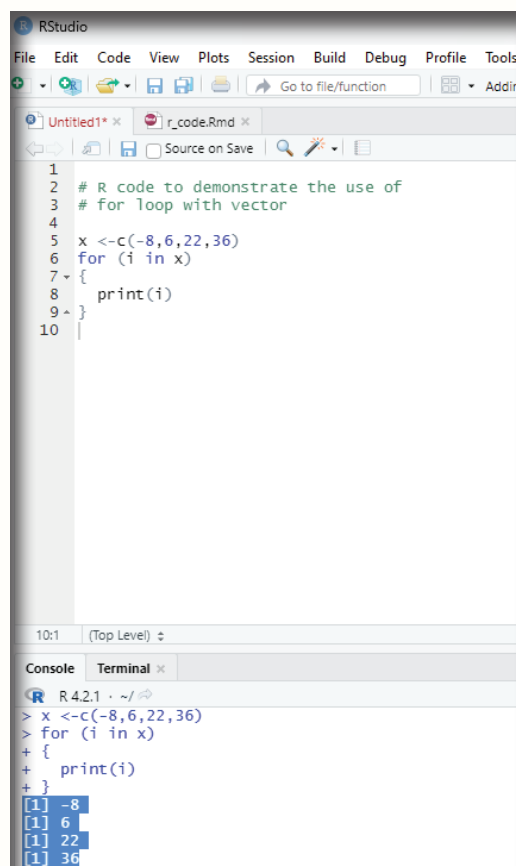 RStudio
File Edit Code View Plots Session Build Debug Profile Tools
Go to file/function Addin
Untitled1* r_code.Rmd
Source on Save
1
2 # R code to demonstrate the use of
3 # for loop with vector
4
5 x <-c(-8,6,22,36)
6 for (i in x)
7 {
8   print(i)
9 }
10
10:1 (Top Level)
Console Terminal
R R 4.2.1 · ~/
> x <-c(-8,6,22,36)
> for (i in x)
+ {
+   print(i)
+ }
[1] -8
[1] 6
[1] 22
[1] 36